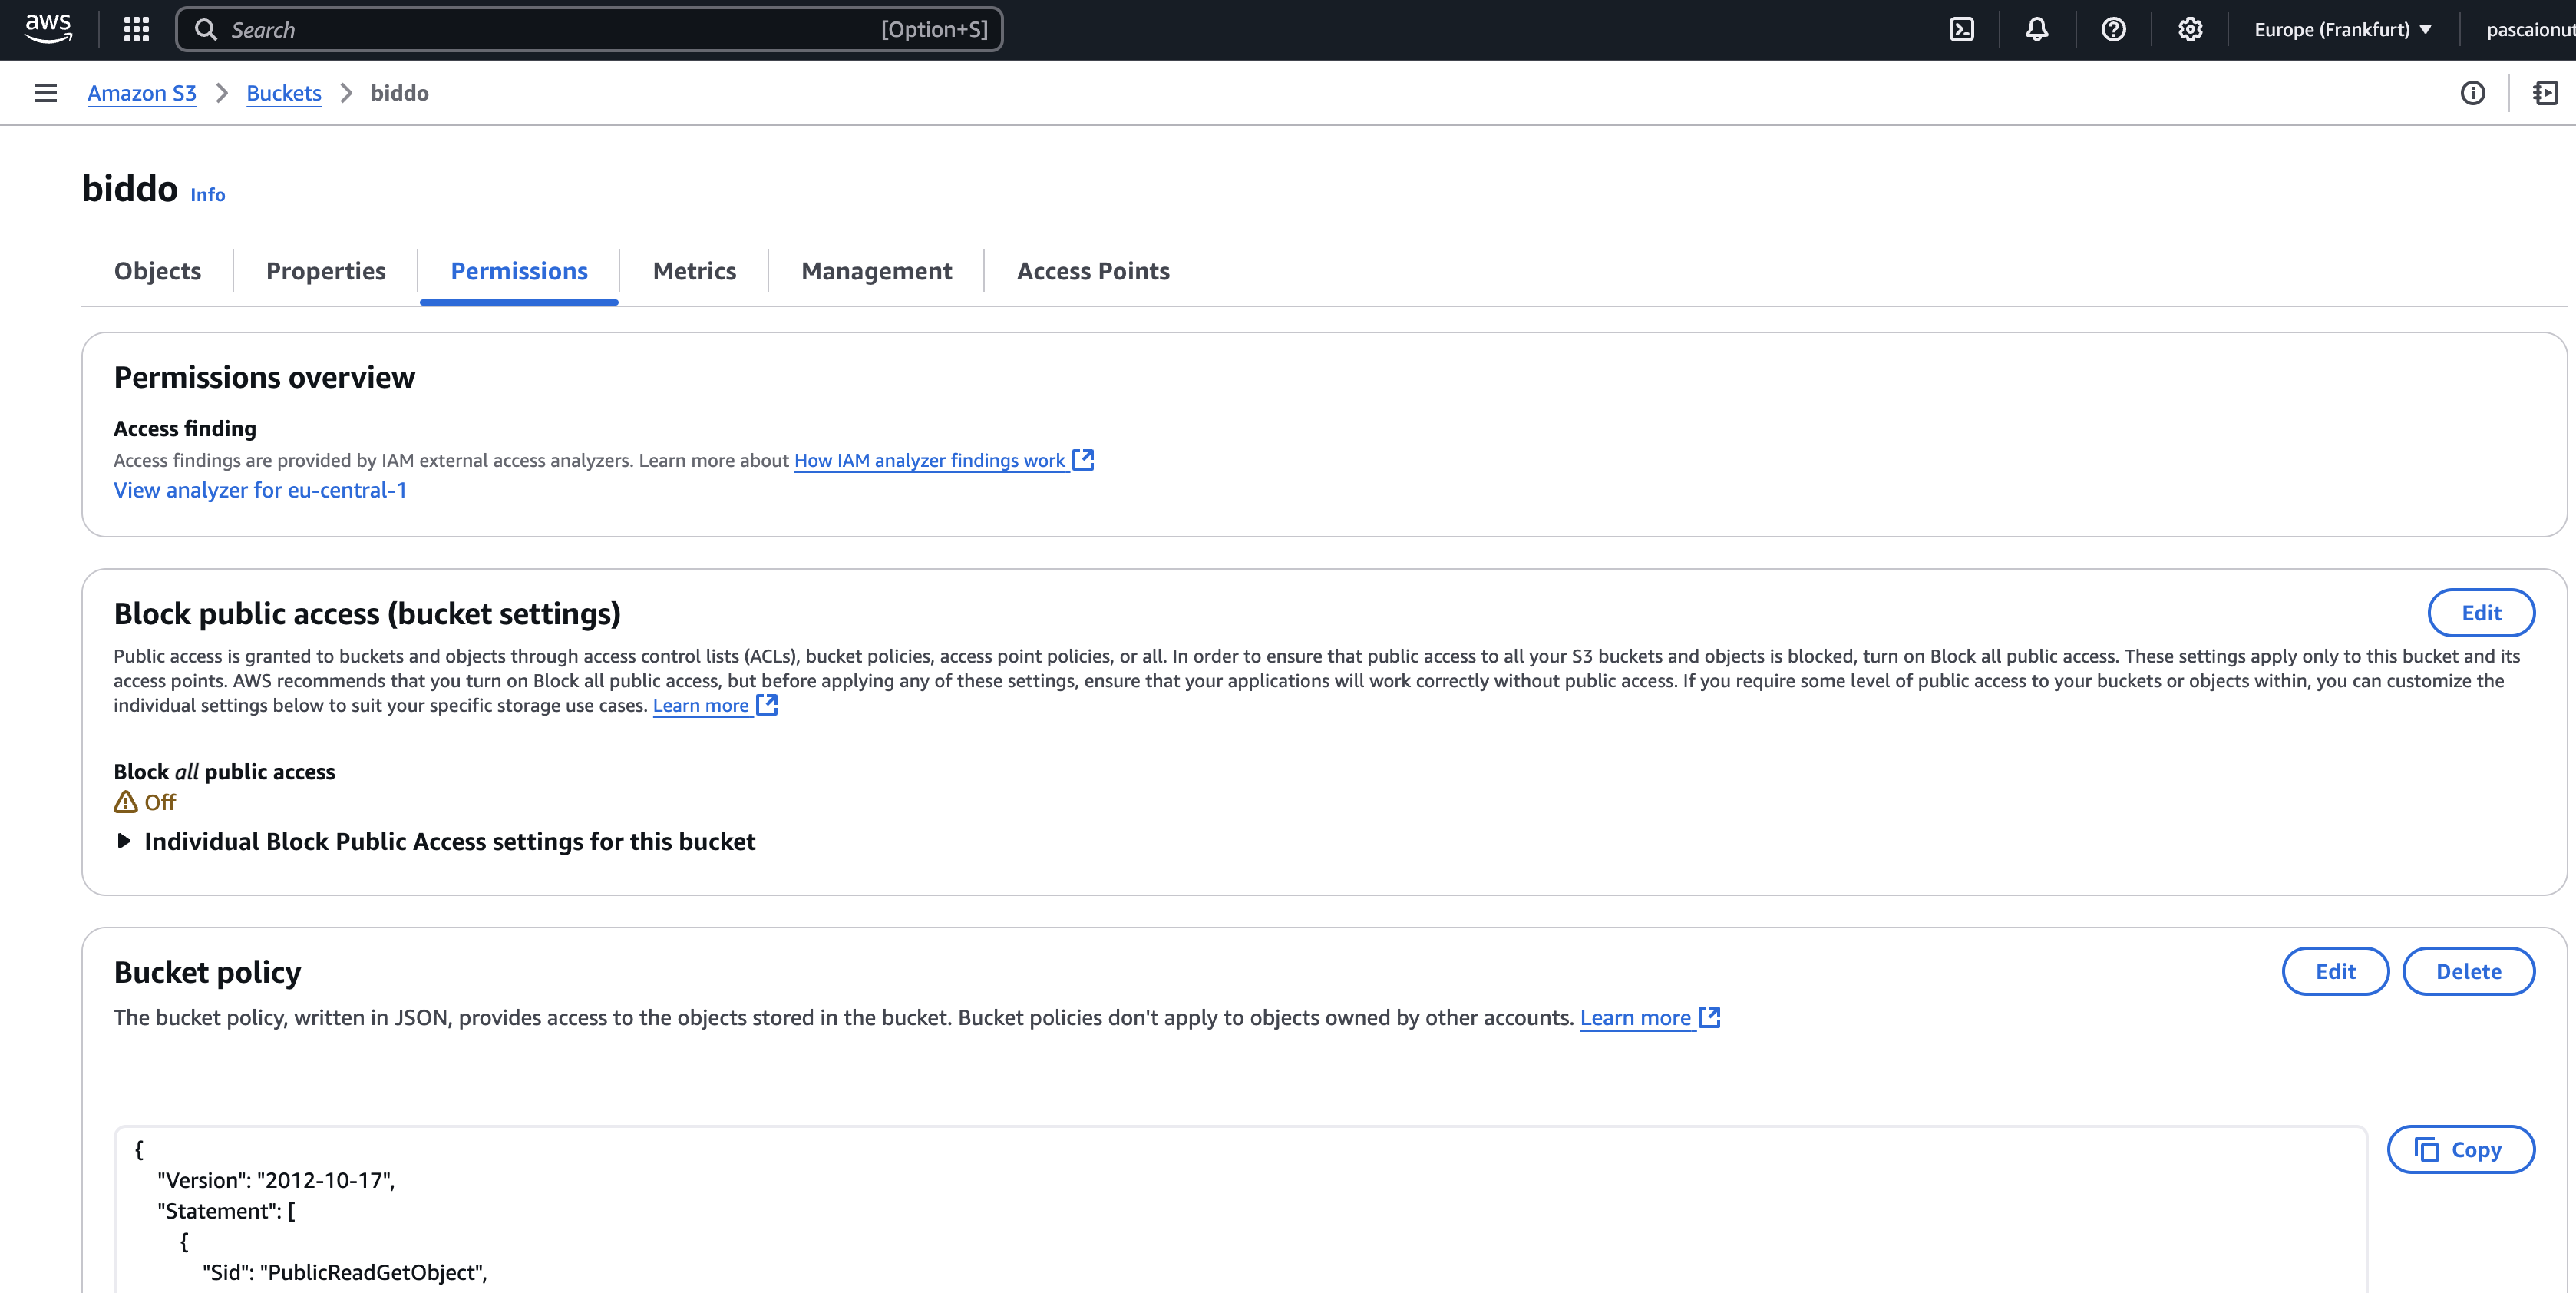 aws
Search [Option+S]
Europe (Frankfurt)
pascaionut
Amazon S3 Buckets biddo
biddo Info
Objects Properties Permissions Metrics Management Access Points
Permissions overview
Access finding
Access findings are provided by IAM external access analyzers. Learn more about How IAM analyzer findings work
View analyzer for eu-central-1
Block public access (bucket settings)
Edit
Public access is granted to buckets and objects through access control lists (ACLs), bucket policies, access point policies, or all. In order to ensure that public access to all your S3 buckets and objects is blocked, turn on Block all public access. These settings apply only to this bucket and its
access points. AWS recommends that you turn on Block all public access, but before applying any of these settings, ensure that your applications will work correctly without public access. If you require some level of public access to your buckets or objects within, you can customize the
individual settings below to suit your specific storage use cases. Learn more
Block all public access
Off
Individual Block Public Access settings for this bucket
Bucket policy
Edit Delete
The bucket policy, written in JSON, provides access to the objects stored in the bucket. Bucket policies don't apply to objects owned by other accounts. Learn more
Copy
{
"Version": "2012-10-17",
"Statement": [
{
"Sid": "PublicReadGetObject",